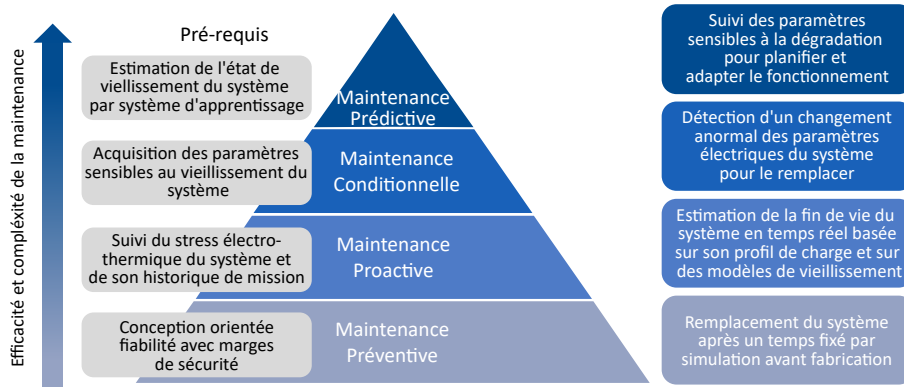 Efficacité et compléxité de la maintenance
Pré-requis
Estimation de l'état de
viellissement du système
par système d'apprentissage
Maintenance
Prédictive
Suivi des paramètres
sensibles à la dégradation
pour planifier et
adapter le fonctionnement
Acquisition des paramètres
sensibles au vieillissement du
système
Maintenance
Conditionnelle
Détection d'un changement
anormal des paramètres
électriques du système
pour le remplacer
Suivi du stress électro-
thermique du système et
de son historique de mission
Maintenance
Proactive
Estimation de la fin de vie du
système en temps réel basée
sur son profil de charge et sur
des modèles de vieillissement
Conception orientée
fiabilité avec marges
de sécurité
Maintenance
Préventive
Remplacement du système
après un temps fixé par
simulation avant fabrication